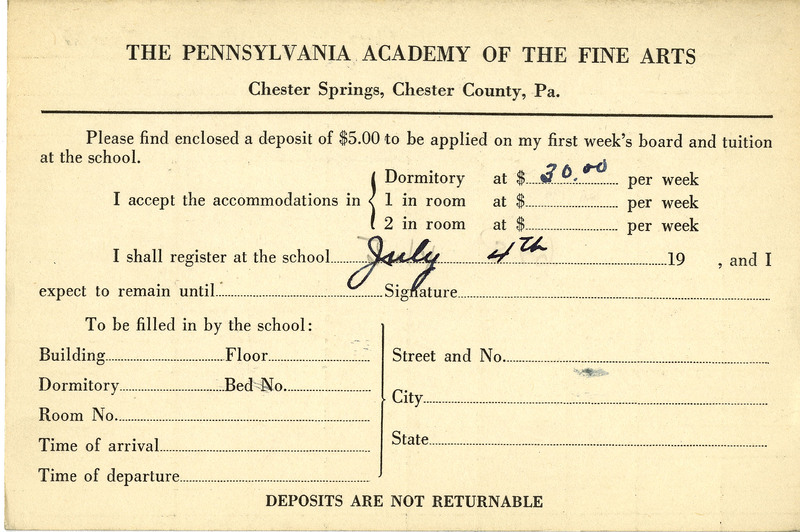 THE PENNSYLVANIA ACADEMY OF THE FINE ARTS
Chester Springs, Chester County, Pa.
Please find enclosed a deposit of $5.00 to be applied on my first week's board and tuition
at the school.
I accept the accommodations in
Dormitory at $ 30.00 per week
1 in room at $ per week
2 in room at $ per week
I shall register at the school July 4th 19 , and I
expect to remain until Signature
To be filled in by the school:
Building Floor
Dormitory Bed No.
Room No.
Time of arrival
Time of departure
Street and No.
City
State
DEPOSITS ARE NOT RETURNABLE